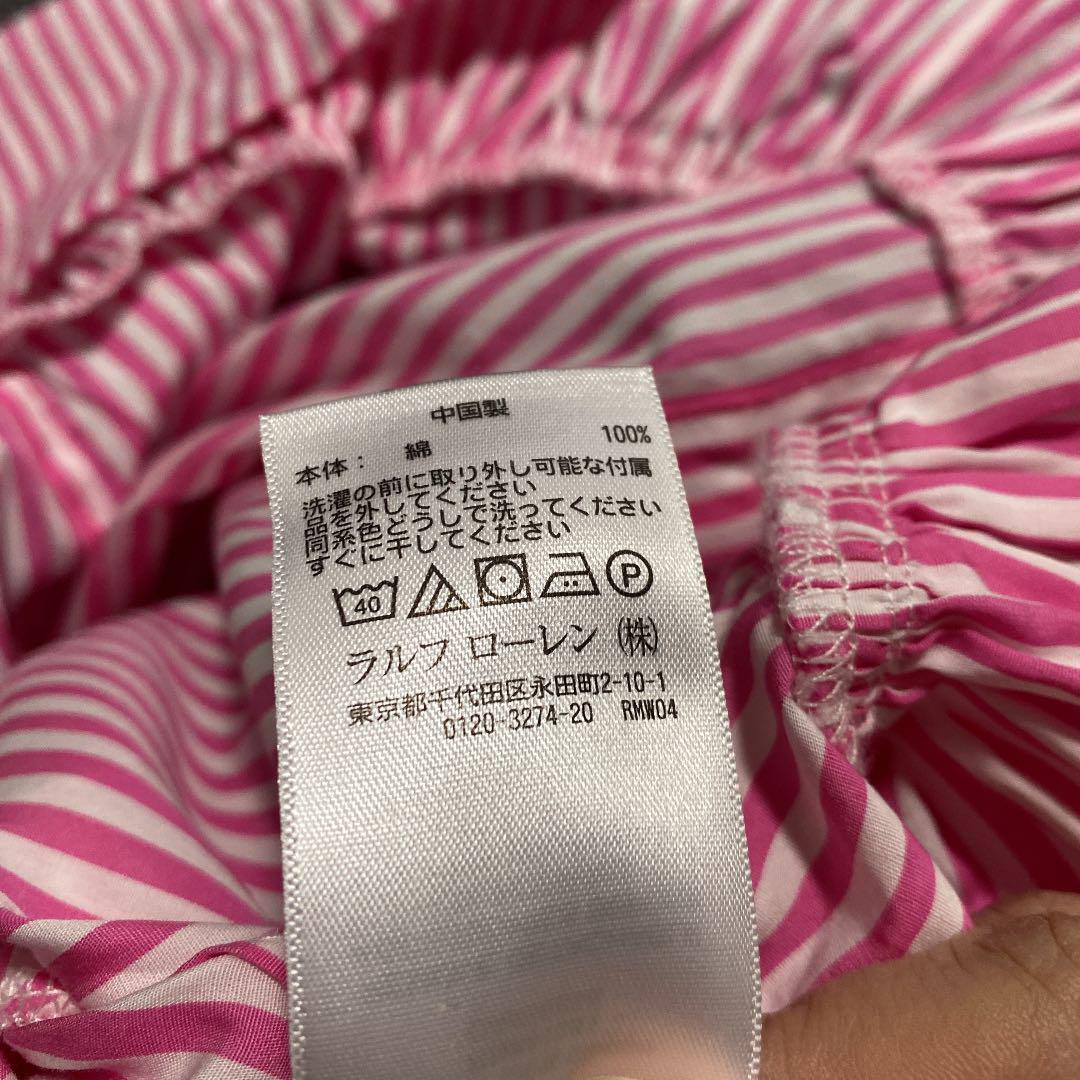 中国製
本体： 綿 100%
洗濯の前に取り外し可能な付属
品を外してください
同系色どうしで洗ってください
すぐに干してください
40 P
ラルフ ローレン (株)
東京都千代田区永田町2-10-1
0120-3274-20 RMW04